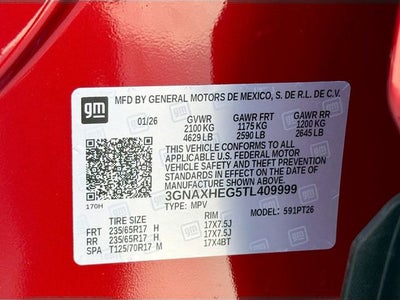 gm
MFD BY GENERAL MOTORS DE MEXICO, S. DE R.L. DE C.V.
01/26 GVWR GAWR FRT GAWR RR
2100 KG 1175 KG 1200 KG
4629 LB 2590 LB 2645 LB
THIS VEHICLE CONFORMS TO ALL
APPLICABLE U.S. FEDERAL MOTOR
VEHICLE SAFETY AND THEFT PREVENTION
STANDARDS IN EFFECT ON THE DATE
OF MANUFACTURE SHOWN ABOVE.
3GNAXHEG5TL409999
170H TYPE: MPV MODEL: 591PT26
TIRE SIZE RIM
FRT 235/65R17 H 17X7.5J
RR 235/65R17 H 17X7.5J
SPA T125/70R17 M 17X4BT